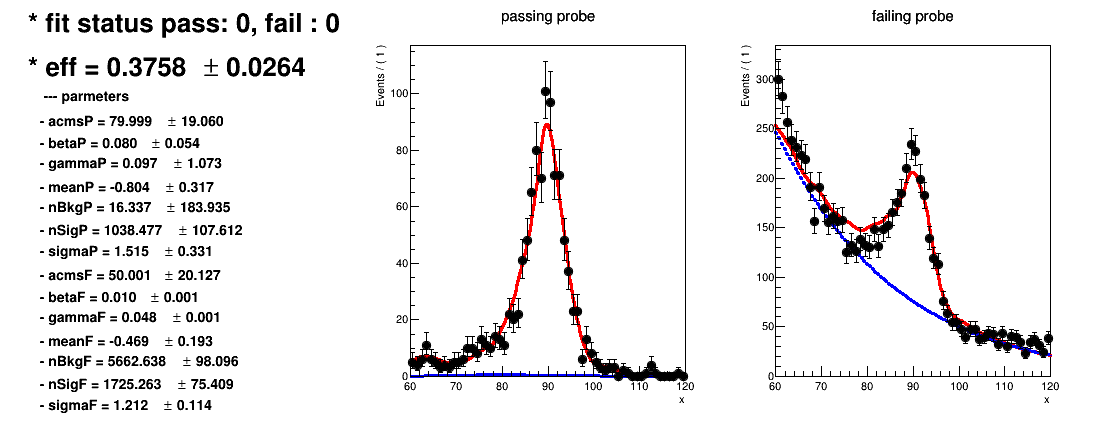 * fit status pass: 0, fail : 0
* eff = 0.3758 ± 0.0264
--- parmeters
- acmsP = 79.999 ± 19.060
- betaP = 0.080 ± 0.054
- gammaP = 0.097 ± 1.073
- meanP = -0.804 ± 0.317
- nBkgP = 16.337 ± 183.935
- nSigP = 1038.477 ± 107.612
- sigmaP = 1.515 ± 0.331
- acmsF = 50.001 ± 20.127
- betaF = 0.010 ± 0.001
- gammaF = 0.048 ± 0.001
- meanF = -0.469 ± 0.193
- nBkgF = 5662.638 ± 98.096
- nSigF = 1725.263 ± 75.409
- sigmaF = 1.212 ± 0.114
passing probe
Events / ( 1 )
100
80
60
40
20
0
60 70 80 90 100 110 120
x
failing probe
Events / ( 1 )
300
250
200
150
100
50
0
60 70 80 90 100 110 120
x